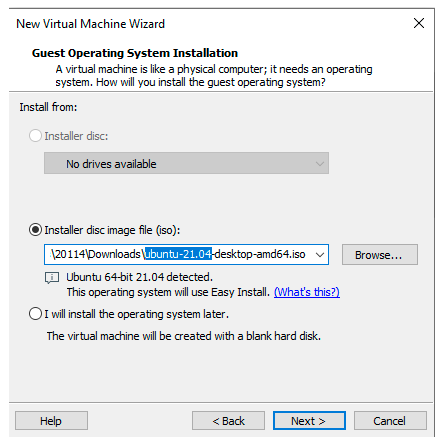 New Virtual Machine Wizard
Guest Operating System Installation
A virtual machine is like a physical computer; it needs an operating
system. How will you install the guest operating system?
Install from:
Installer disc:
No drives available
Installer disc image file (iso):
\20114\Downloads\ubuntu-21.04-desktop-amd64.iso
Browse...
Ubuntu 64-bit 21.04 detected.
This operating system will use Easy Install. (What's this?)
I will install the operating system later.
The virtual machine will be created with a blank hard disk.
Help
< Back
Next >
Cancel